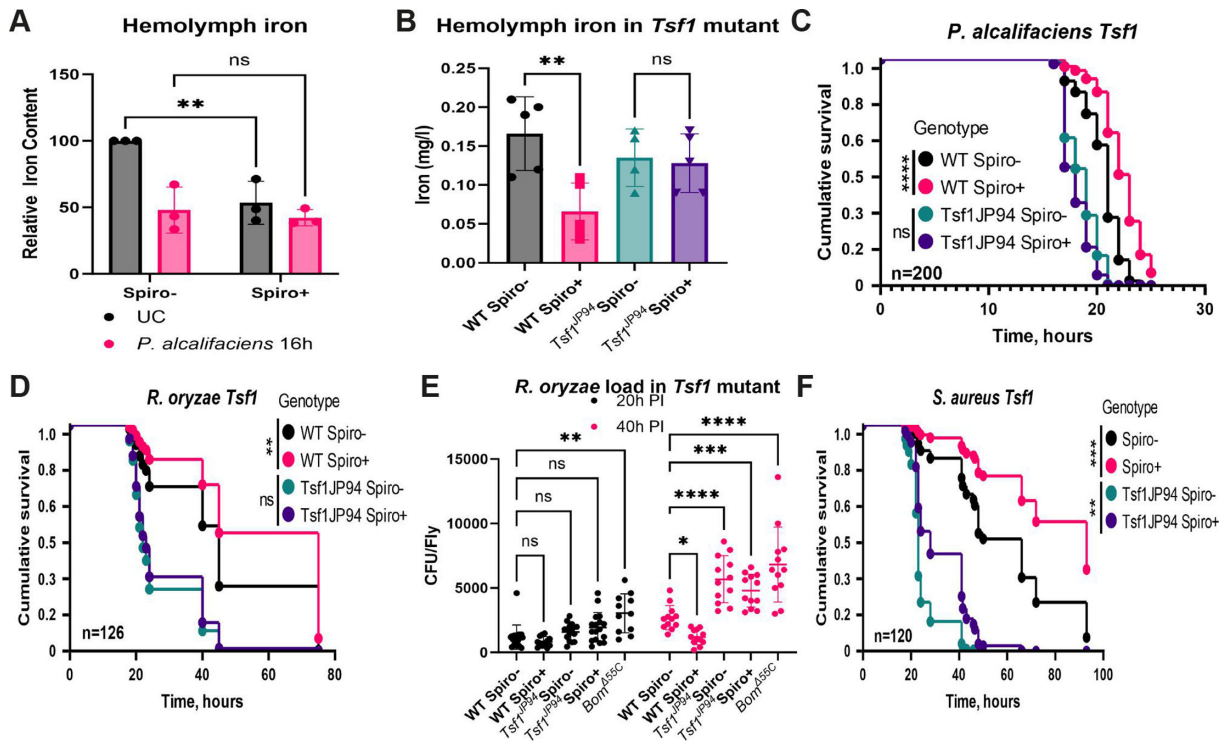 A
Hemolymph iron
Relative Iron Content
150
100
50
0
ns
**
Spiro-
Spiro+
UC
P. alcalifaciens 16h
B
Hemolymph iron in Tsf1 mutant
Iron (mg/l)
0.25
0.20
0.15
0.10
0.05
0.00
**
ns
WT Spiro-
WT Spiro+
Tsf1JP94 Spiro-
Tsf1JP94 Spiro+
C
P. alcalifaciens Tsf1
Cumulative survival
1.0
0.8
0.6
0.3
0.2
0.0
Genotype
WT Spiro-
WT Spiro+
Tsf1JP94 Spiro-
Tsf1JP94 Spiro+
****
ns
n=200
0
10
20
30
Time, hours
D
R. oryzae Tsf1
Cumulative survival
1.0
0.8
0.6
0.3
0.2
0.0
Genotype
WT Spiro-
WT Spiro+
Tsf1JP94 Spiro-
Tsf1JP94 Spiro+
**
ns
n=126
0
20
40
60
80
Time, hours
E
R. oryzae load in Tsf1 mutant
20h PI
40h PI
CFU/Fly
15000
10000
5000
0
**
ns
ns
ns
****
***
****
*
WT Spiro-
WT Spiro+
Tsf1JP94 Spiro-
Tsf1JP94 Spiro+
BomΔ55C
WT Spiro-
WT Spiro+
Tsf1JP94 Spiro-
Tsf1JP94 Spiro+
BomΔ55C
F
S. aureus Tsf1
Cumulative survival
1.0
0.8
0.6
0.3
0.2
0.0
Genotype
Spiro-
Spiro+
Tsf1JP94 Spiro-
Tsf1JP94 Spiro+
***
**
n=120
0
20
40
60
80
100
Time, hours